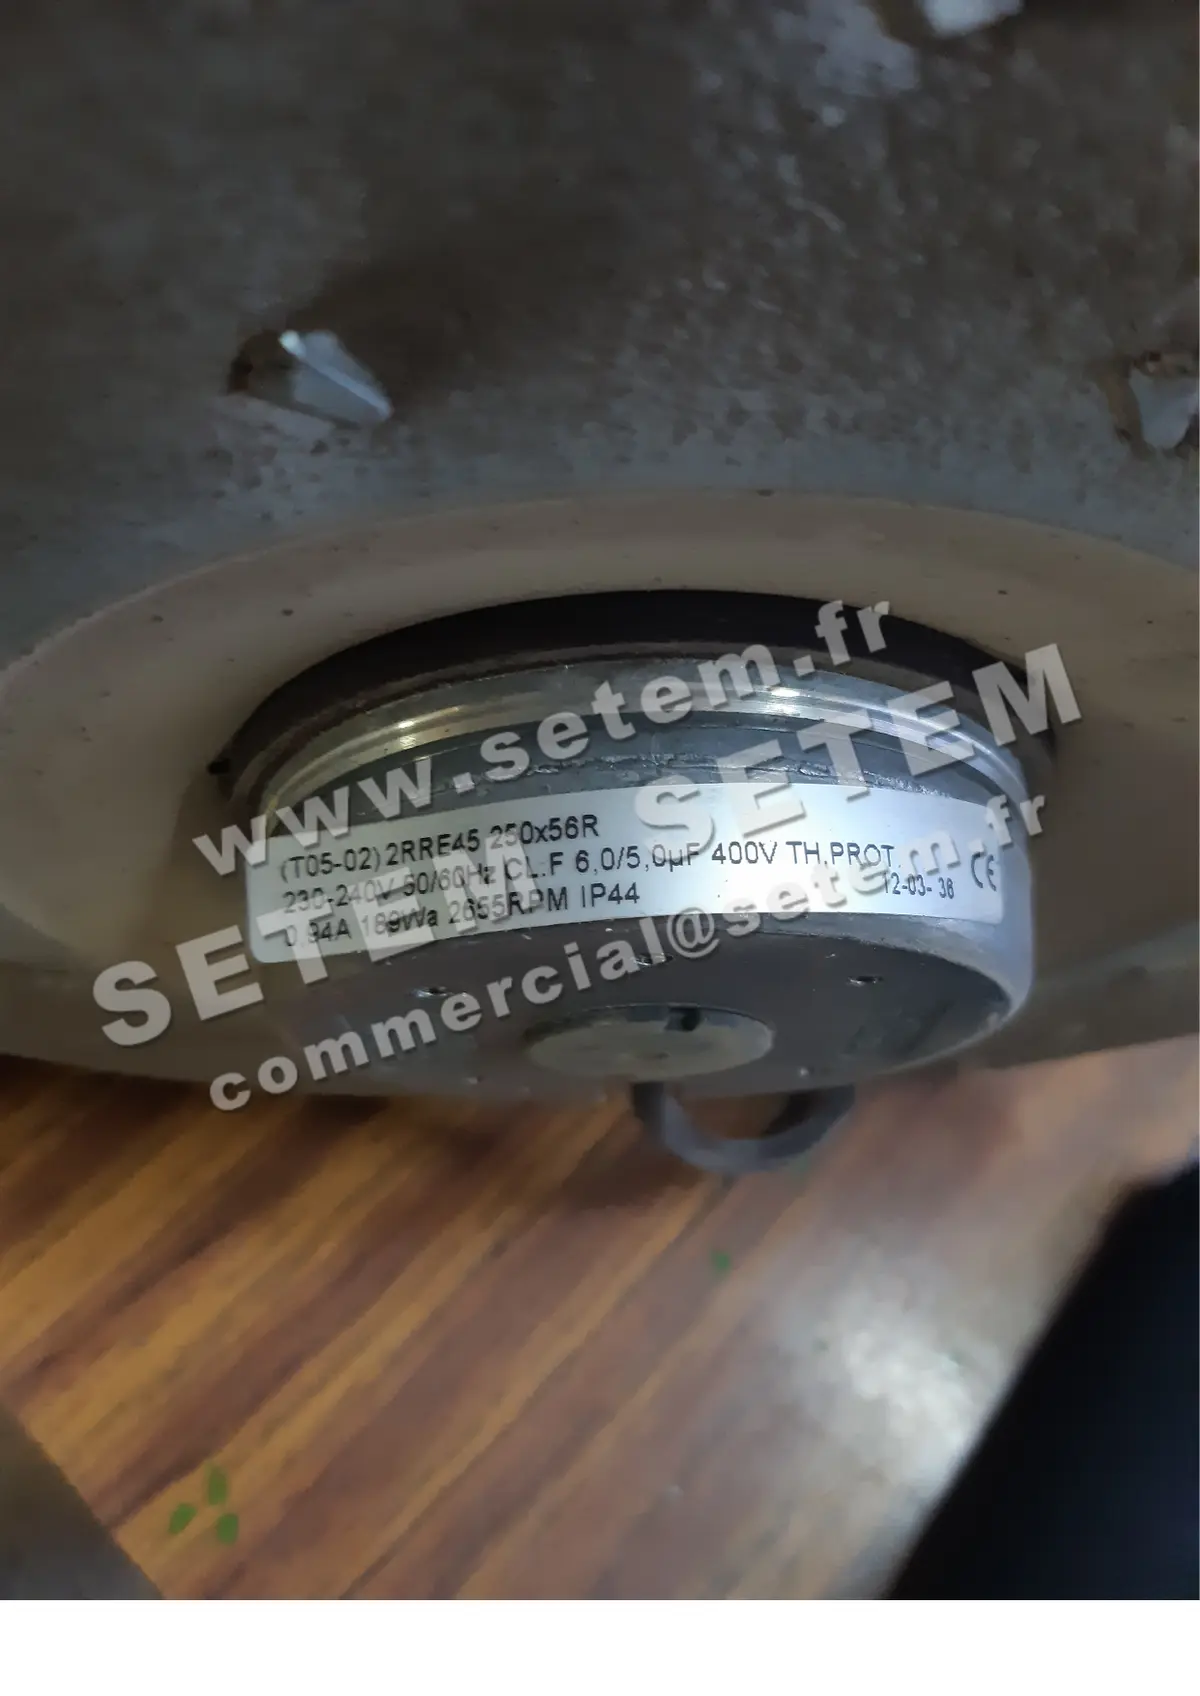 (T05-02) 2RRE45 250x56R
230-240V 50/60Hz CL.F 6,0/5,0µF 400V TH.PROT.
0,94A 189Wa 2655RPM IP44
12-03- 36
CE
www.setem.fr
SETEM SETEM
commercial@setem.fr